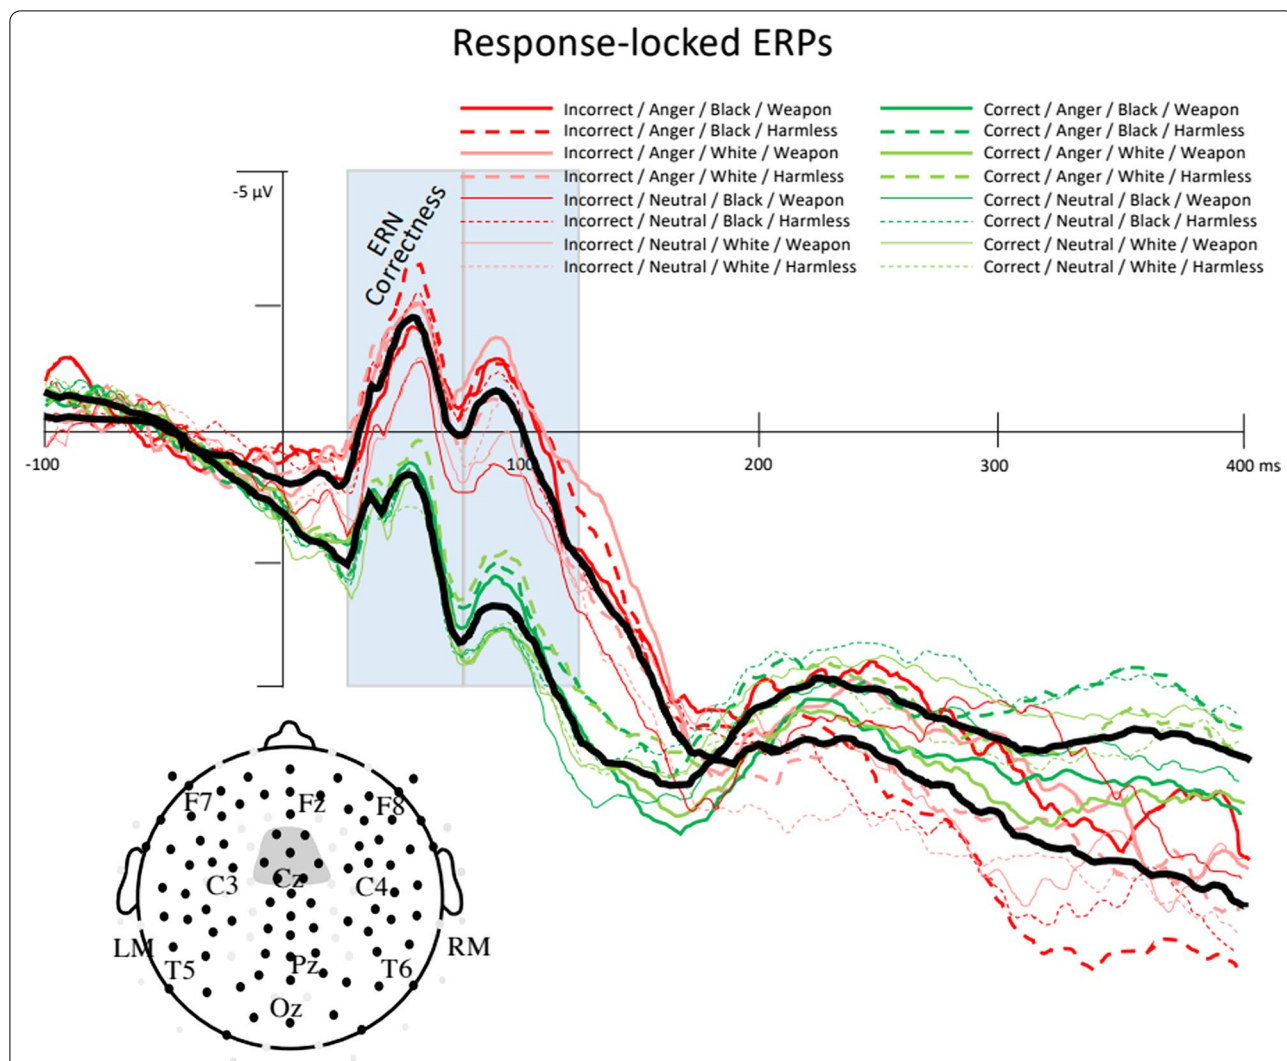 Response-locked ERPs
Incorrect / Anger / Black / Weapon
Incorrect / Anger / Black / Harmless
Incorrect / Anger / White / Weapon
Incorrect / Anger / White / Harmless
Incorrect / Neutral / Black / Weapon
Incorrect / Neutral / Black / Harmless
Incorrect / Neutral / White / Weapon
Incorrect / Neutral / White / Harmless
Correct / Anger / Black / Weapon
Correct / Anger / Black / Harmless
Correct / Anger / White / Weapon
Correct / Anger / White / Harmless
Correct / Neutral / Black / Weapon
Correct / Neutral / Black / Harmless
Correct / Neutral / White / Weapon
Correct / Neutral / White / Harmless
-5 μV
ERN
Correctness
-100
100
200
300
400 ms
F7
Fz
F8
C3
Cz
C4
LM
RM
T5
Pz
T6
Oz